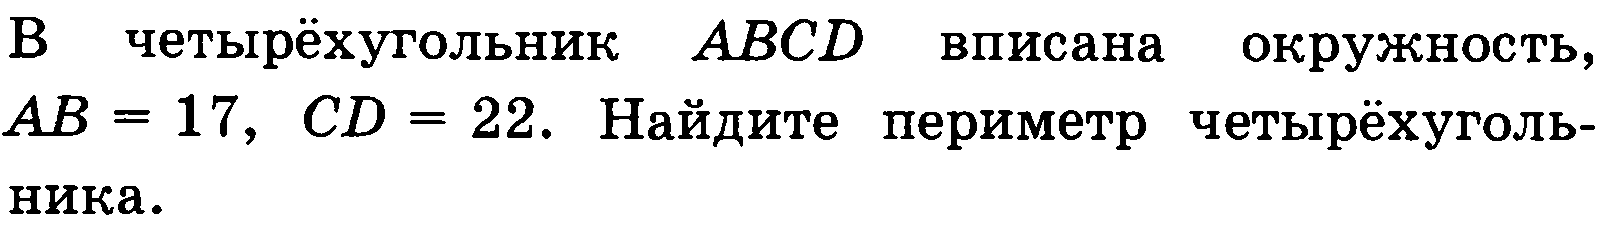 В четырёхугольник ABCD вписана окружность,
AB = 17, CD = 22. Найдите периметр четырёхуголь-
ника.